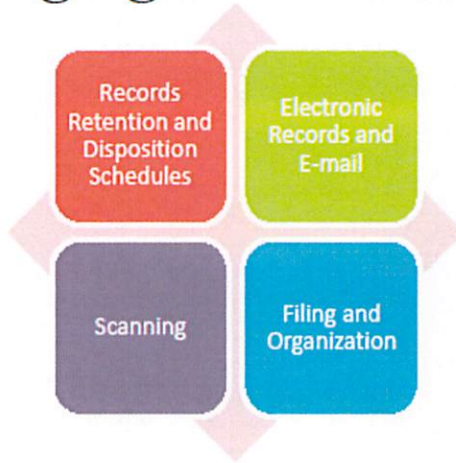 Records
Retention and
Disposition
Schedules
Electronic
Records and
E-mail
Scanning
Filing and
Organization